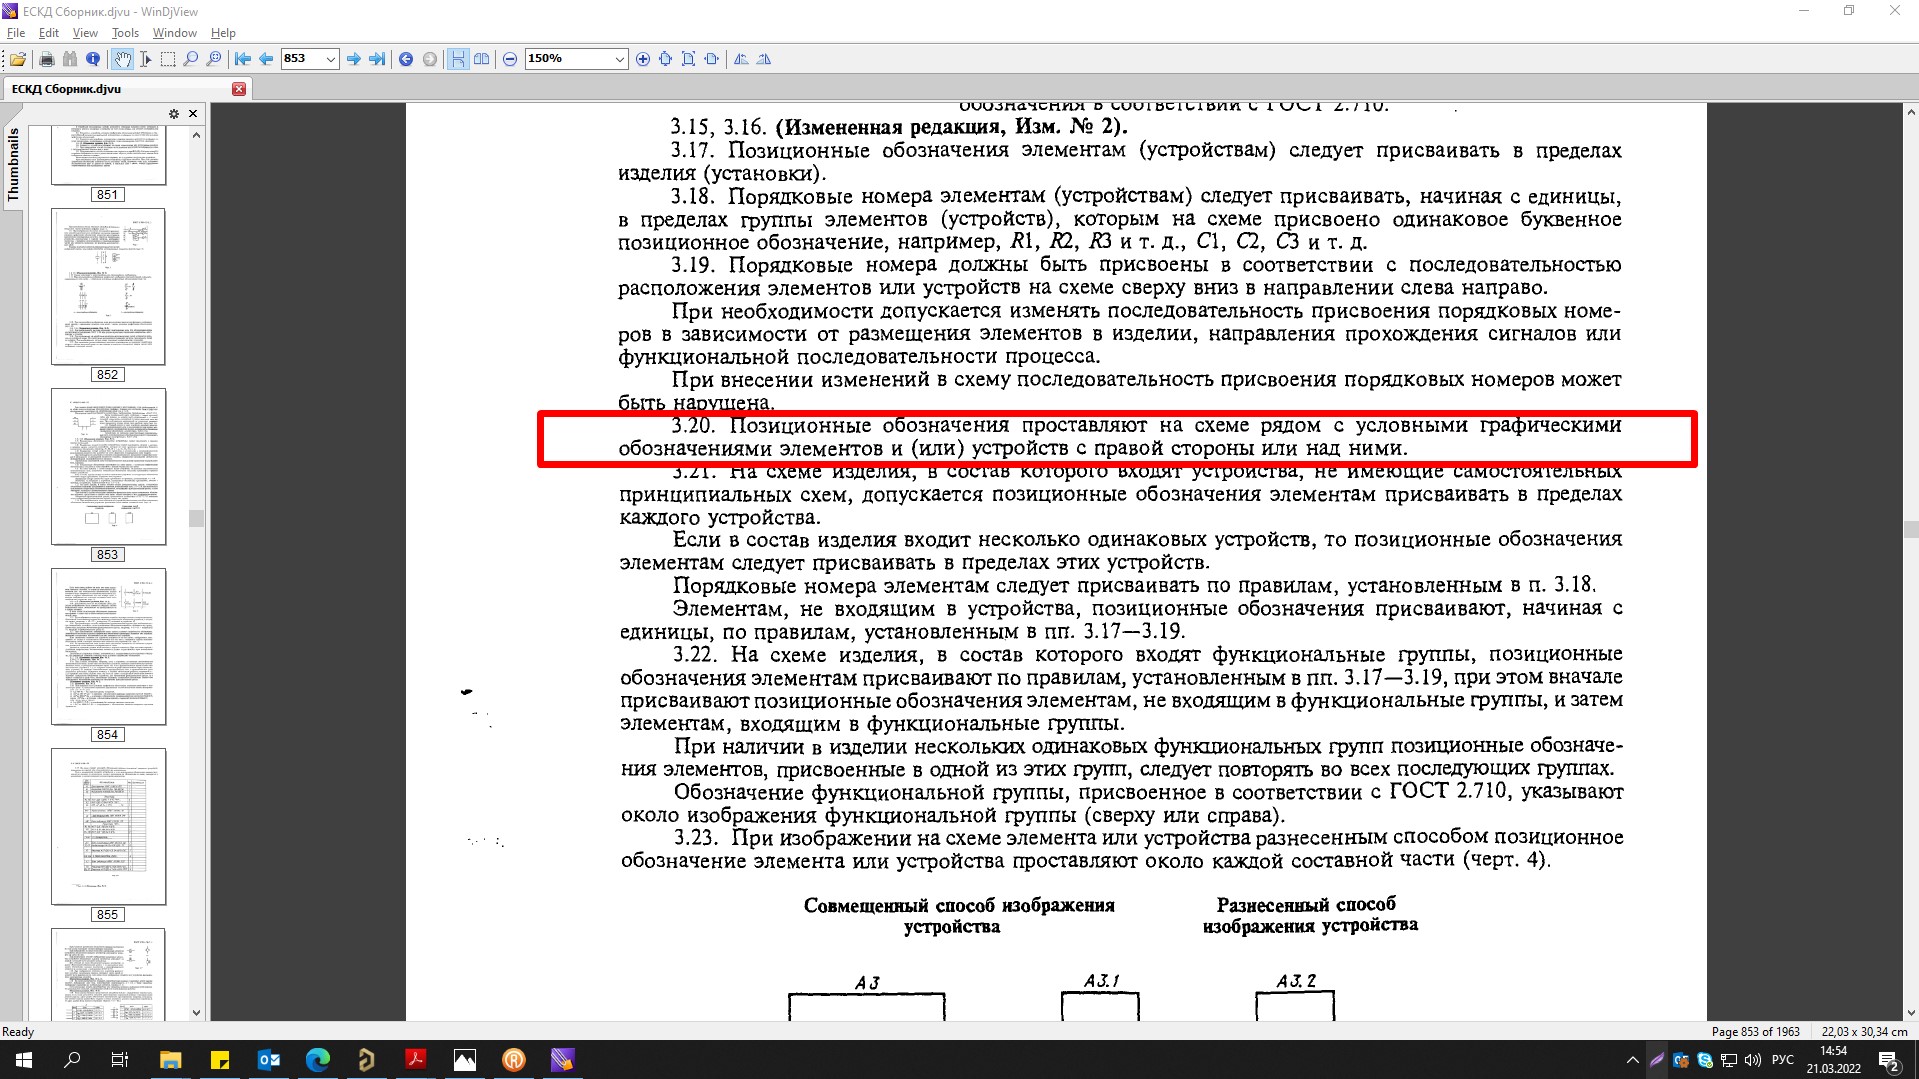 ЕСКД Сборник.djvu - WinDjView
File Edit View Tools Window Help
853
150%
ЕСКД Сборник.djvu
Thumbnails
851
852
853
854
855
обозначения в соответствии с ГОСТ 2.710.
3.15, 3.16. (Измененная редакция, Изм. № 2).
3.17. Позиционные обозначения элементам (устройствам) следует присваивать в пределах
изделия (установки).
3.18. Порядковые номера элементам (устройствам) следует присваивать, начиная с единицы,
в пределах группы элементов (устройств), которым на схеме присвоено одинаковое буквенное
позиционное обозначение, например, R1, R2, R3 и т. д., C1, C2, C3 и т. д.
3.19. Порядковые номера должны быть присвоены в соответствии с последовательностью
расположения элементов или устройств на схеме сверху вниз в направлении слева направо.
При необходимости допускается изменять последовательность присвоения порядковых номе-
ров в зависимости от размещения элементов в изделии, направления прохождения сигналов или
функциональной последовательности процесса.
При внесении изменений в схему последовательность присвоения порядковых номеров может
быть нарушена.
3.20. Позиционные обозначения проставляют на схеме рядом с условными графическими
обозначениями элементов и (или) устройств с правой стороны или над ними.
3.21. На схеме изделия, в состав которого входят устройства, не имеющие самостоятельных
принципиальных схем, допускается позиционные обозначения элементам присваивать в пределах
каждого устройства.
Если в состав изделия входит несколько одинаковых устройств, то позиционные обозначения
элементам следует присваивать в пределах этих устройств.
Порядковые номера элементам следует присваивать по правилам, установленным в п. 3.18.
Элементам, не входящим в устройства, позиционные обозначения присваивают, начиная с
единицы, по правилам, установленным в пп. 3.17—3.19.
3.22. На схеме изделия, в состав которого входят функциональные группы, позиционные
обозначения элементам присваивают по правилам, установленным в пп. 3.17—3.19, при этом вначале
присваивают позиционные обозначения элементам, не входящим в функциональные группы, и затем
элементам, входящим в функциональные группы.
При наличии в изделии нескольких одинаковых функциональных групп позиционные обозначе-
ния элементов, присвоенные в одной из этих групп, следует повторять во всех последующих группах.
Обозначение функциональной группы, присвоенное в соответствии с ГОСТ 2.710, указывают
около изображения функциональной группы (сверху или справа).
3.23. При изображении на схеме элемента или устройства разнесенным способом позиционное
обозначение элемента или устройства проставляют около каждой составной части (черт. 4).
Совмещенный способ изображения
устройства
Разнесенный способ
изображения устройства
A3 A3.1 A3.2
Ready
Page 853 of 1963 22,03 x 30,34 cm
РУС
14:54
21.03.2022
2